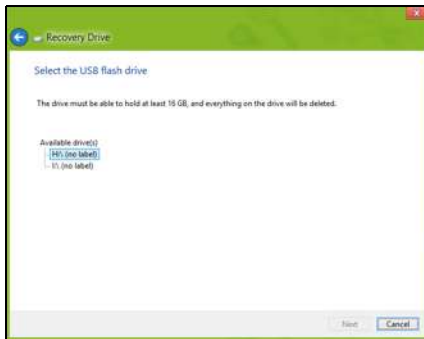 Recovery Drive
Select the USB flash drive
The drive must be able to hold at least 16 GB, and everything on the drive will be deleted.
Available drive(s)
H:\ (no label)
I:\ (no label)
Next
Cancel